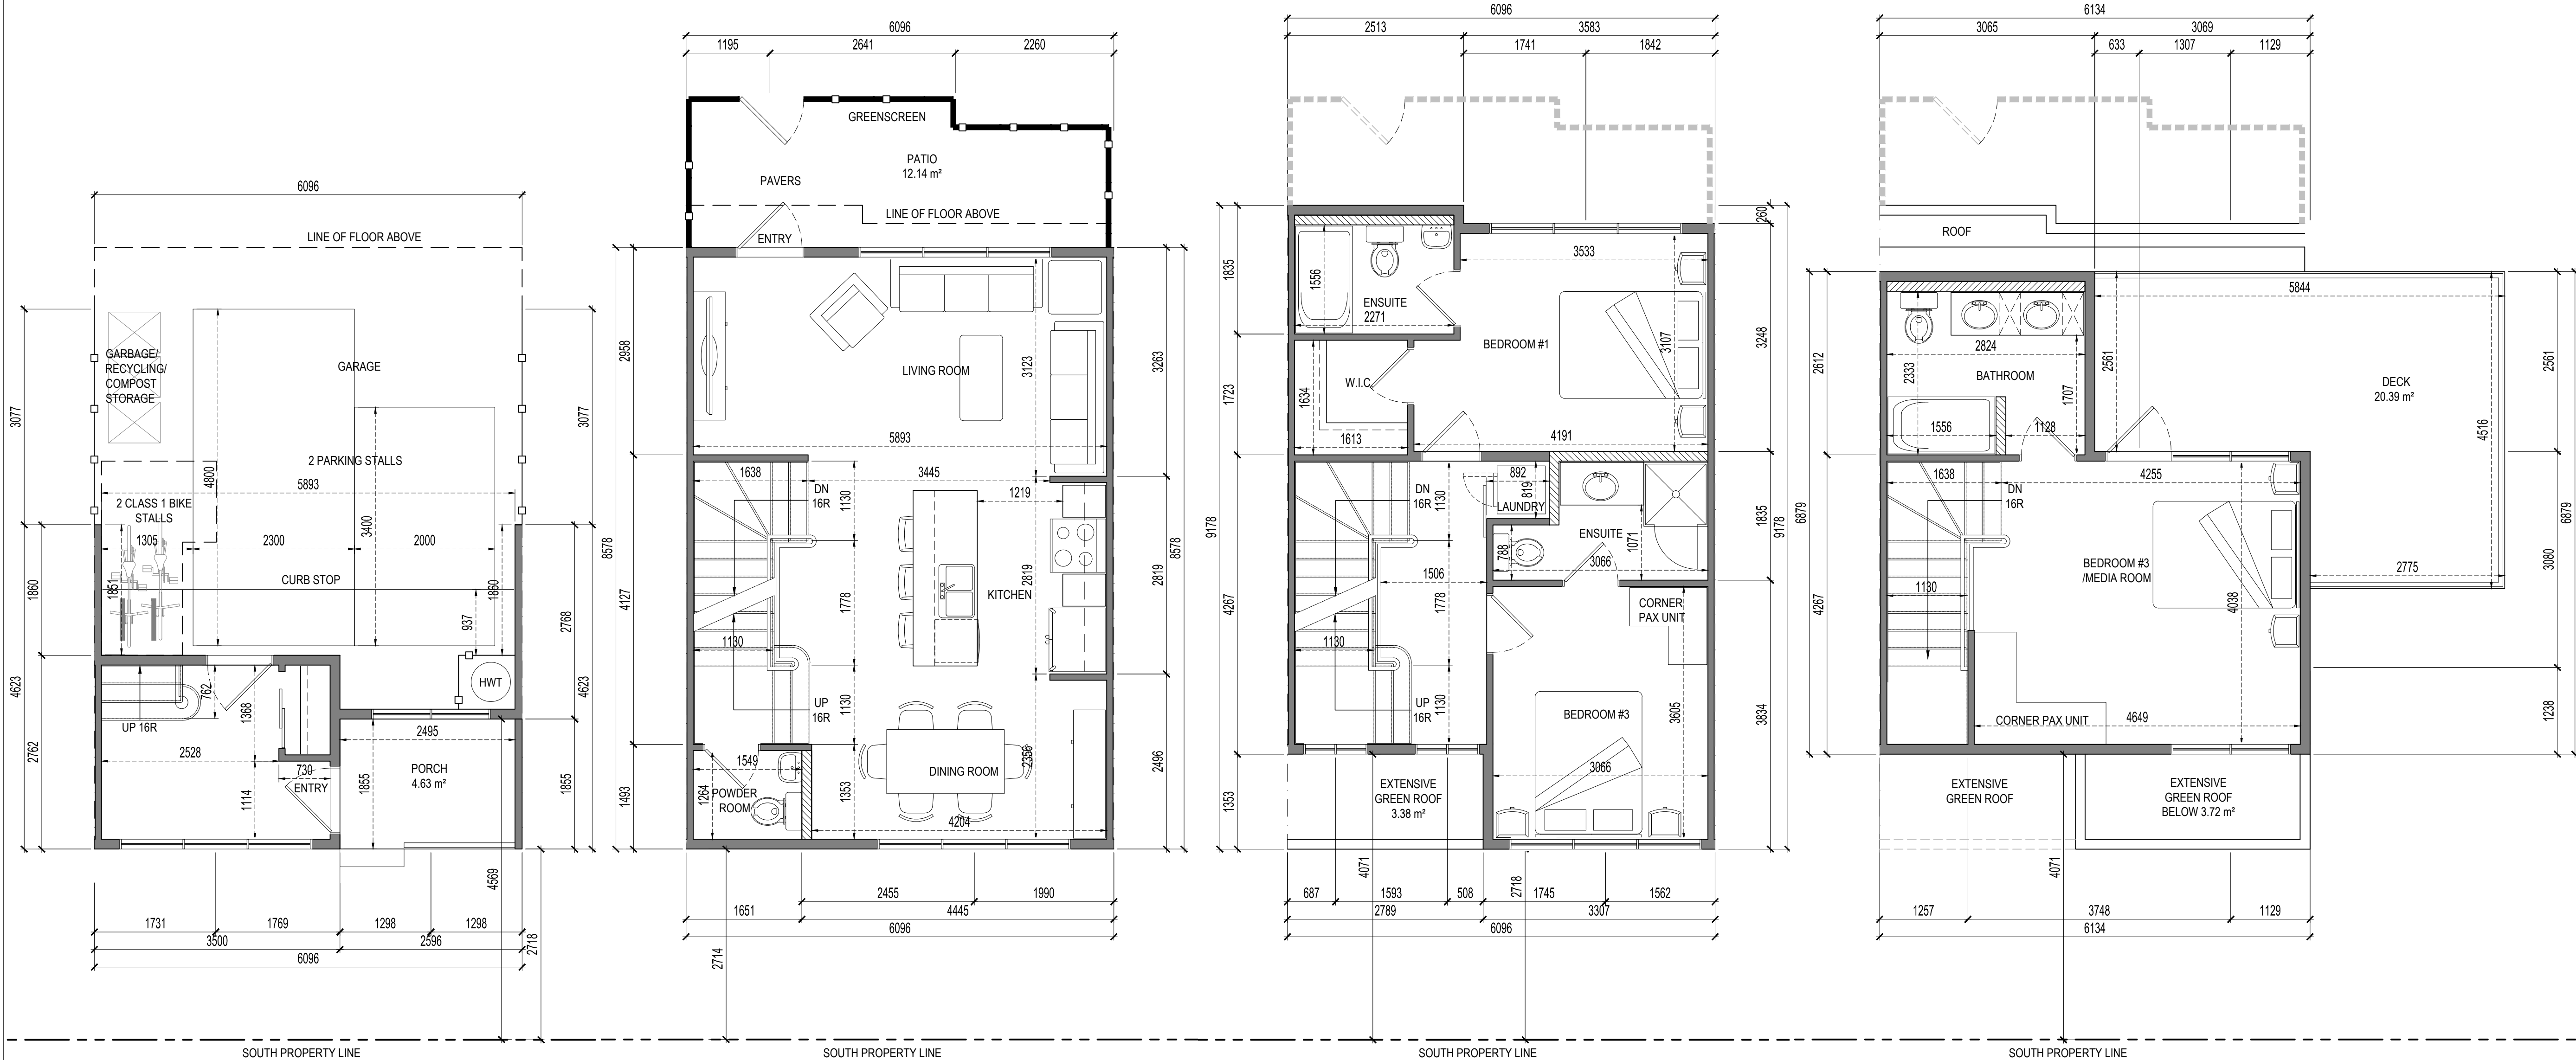 6096
LINE OF FLOOR ABOVE
GARBAGE/
RECYCLING/
COMPOST
STORAGE
GARAGE
3077
3077
2 PARKING STALLS
4800
5893
2 CLASS 1 BIKE
STALLS
3400
1305
2300
2000
CURB STOP
1860
1851
1860
937
2768
4623
2762
HWT
762
1368
UP 16R
2528
730
ENTRY
1114
2495
PORCH
4.63 m²
1855
1855
4623
4569
1731
1769
1298
1298
3500
2596
6096
2718
SOUTH PROPERTY LINE
6096
1195
2641
2260
GREENSCREEN
PATIO
12.14 m²
PAVERS
LINE OF FLOOR ABOVE
ENTRY
2958
LIVING ROOM
3123
3263
5893
1638
3445
DN
16R
1130
1219
8578
4127
KITCHEN
2819
2819
8578
1778
1130
UP
16R
1130
1549
DINING ROOM
2356
2496
POWDER
ROOM
1264
1353
1493
4204
2455
1990
1651
4445
6096
2714
SOUTH PROPERTY LINE
6096
2513
3583
1741
1842
260
1835
1556
ENSUITE
2271
3533
BEDROOM #1
3107
3248
1723
1634
W.I.C.
1613
4191
1638
DN
16R
1130
892
819
LAUNDRY
ENSUITE
1071
1835
9178
9178
788
3066
1506
4267
1778
1130
CORNER
PAX UNIT
UP
16R
1130
BEDROOM #3
3605
3834
3066
EXTENSIVE
GREEN ROOF
3.38 m²
1353
4071
2718
687
1593
508
1745
1562
2789
3307
6096
SOUTH PROPERTY LINE
6134
3065
3069
633
1307
1129
ROOF
5844
2612
2333
2824
BATHROOM
1707
2561
2561
DECK
20.39 m²
1556
1128
4516
1638
4255
DN
16R
6879
6879
BEDROOM #3
/MEDIA ROOM
2775
3080
1130
4038
4267
CORNER PAX UNIT
4649
1238
EXTENSIVE
GREEN ROOF
EXTENSIVE
GREEN ROOF
BELOW 3.72 m²
4071
1257
3748
1129
6134
SOUTH PROPERTY LINE